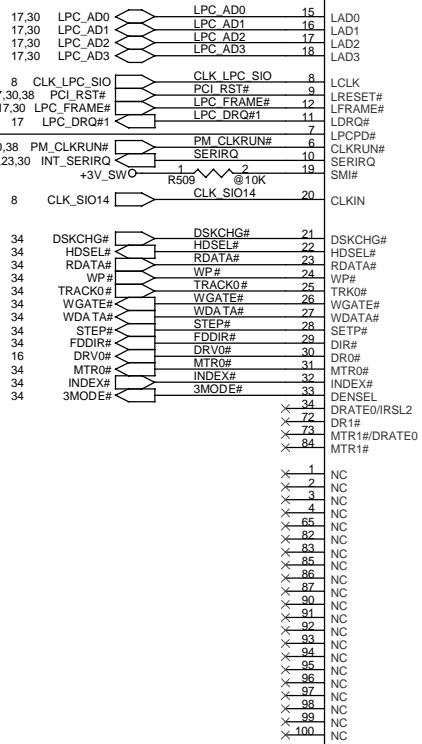 17,30 LPC_AD0 LPC_AD0 15 LAD0
17,30 LPC_AD1 LPC_AD1 16 LAD1
17,30 LPC_AD2 LPC_AD2 17 LAD2
17,30 LPC_AD3 LPC_AD3 18 LAD3
8 CLK_LPC_SIO CLK_LPC_SIO 8 LCLK
7,30,38 PCI_RST# PCI_RST# 9 LRESET#
17,30 LPC_FRAME# LPC_FRAME# 12 LFRAME#
17 LPC_DRQ#1 LPC_DRQ#1 11 LDRQ#
7 LPCPD#
0,38 PM_CLKRUN# PM_CLKRUN# 6 CLKRUN#
,23,30 INT_SERIRQ SERIRQ 10 SERIRQ
+3V_SW 1 2 19 SMI#
R509 @10K
8 CLK_SIO14 CLK_SIO14 20 CLKIN
34 DSKCHG# DSKCHG# 21 DSKCHG#
34 HDSEL# HDSEL# 22 HDSEL#
34 RDATA# RDATA# 23 RDATA#
34 WP# WP# 24 WP#
34 TRACK0# TRACK0# 25 TRK0#
34 WGATE# WGATE# 26 WGATE#
34 WDATA# WDATA# 27 WDATA#
34 STEP# STEP# 28 SETP#
34 FDDIR# FDDIR# 29 DIR#
16 DRV0# DRV0# 30 DR0#
34 MTR0# MTR0# 31 MTR0#
34 INDEX# INDEX# 32 INDEX#
34 3MODE# 3MODE# 33 DENSEL
34 DRATE0/IRSL2
72 DR1#
73 MTR1#/DRATE0
84 MTR1#
1 NC
2 NC
3 NC
4 NC
65 NC
82 NC
83 NC
85 NC
86 NC
87 NC
90 NC
91 NC
92 NC
93 NC
94 NC
95 NC
96 NC
97 NC
98 NC
99 NC
100 NC